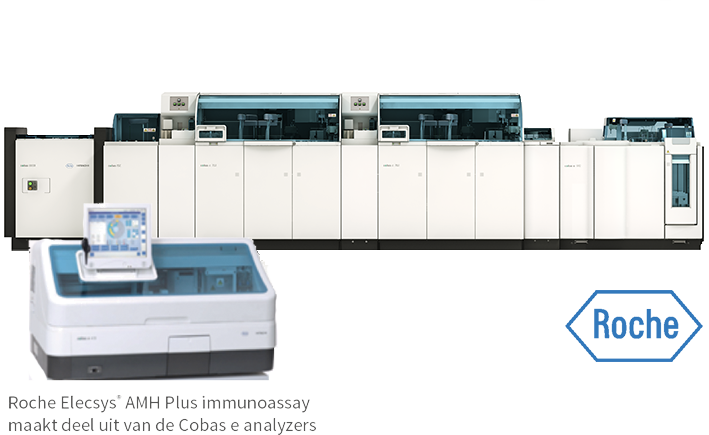 Roche
Roche Elecsys® AMH Plus immunoassay
maakt deel uit van de Cobas e analyzers